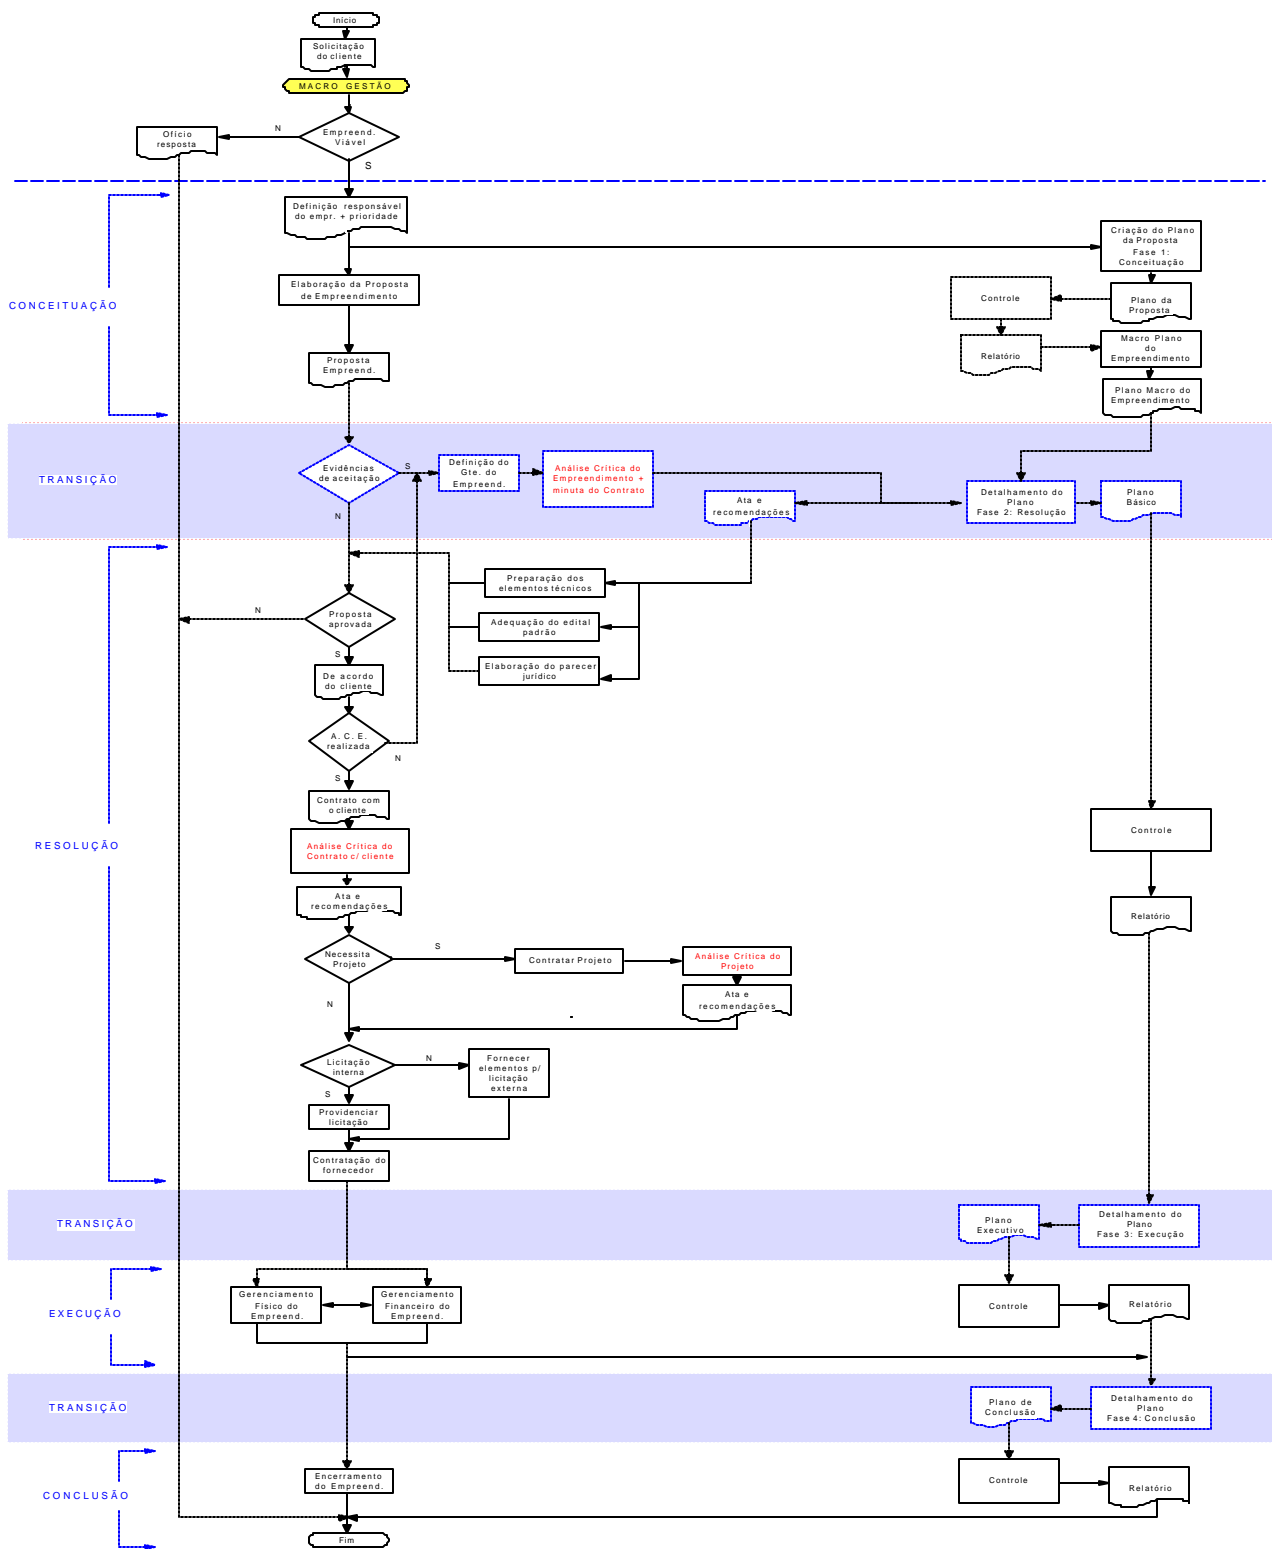 Início
Solicitação
do cliente
MACRO GESTÃO
Empreend.
Viável
N
Ofício
resposta
S
Definição responsável
do empr. + prioridade
Criação do Plano
da Proposta
Fase 1:
Conceituação
Elaboração da Proposta
de Empreendimento
CONCEITUAÇÃO
Controle
Plano da
Proposta
Proposta
Empreend.
Relatório
Macro Plano
do
Empreendimento
Plano Macro do
Empreendimento
TRANSIÇÃO
Evidências
de aceitação
S
N
Definição do
Gte. do
Empreend.
Análise Crítica do
Empreendimento +
minuta do Contrato
Ata e
recomendações
Detalhamento do
Plano
Fase 2: Resolução
Plano
Básico
Preparação dos
elementos técnicos
Adequação do edital
padrão
Elaboração do parecer
jurídico
Proposta
aprovada
N
S
De acordo
do cliente
A. C. E.
realizada
N
S
Contrato com
o cliente
RESOLUÇÃO
Análise Crítica do
Contrato c/ cliente
Controle
Ata e
recomendações
Relatório
Necessita
Projeto
S
Contratar Projeto
Análise Crítica do
Projeto
Ata e
recomendações
N
Licitação
interna
N
Fornecer
elementos p/
licitação
externa
S
Providenciar
licitação
Contratação do
fornecedor
TRANSIÇÃO
Plano
Executivo
Detalhamento do
Plano
Fase 3: Execução
EXECUÇÃO
Gerenciamento
Físico do
Empreend.
Gerenciamento
Financeiro do
Empreend.
Controle
Relatório
TRANSIÇÃO
Plano de
Conclusão
Detalhamento do
Plano
Fase 4: Conclusão
CONCLUSÃO
Encerramento
do Empreend.
Controle
Relatório
Fim